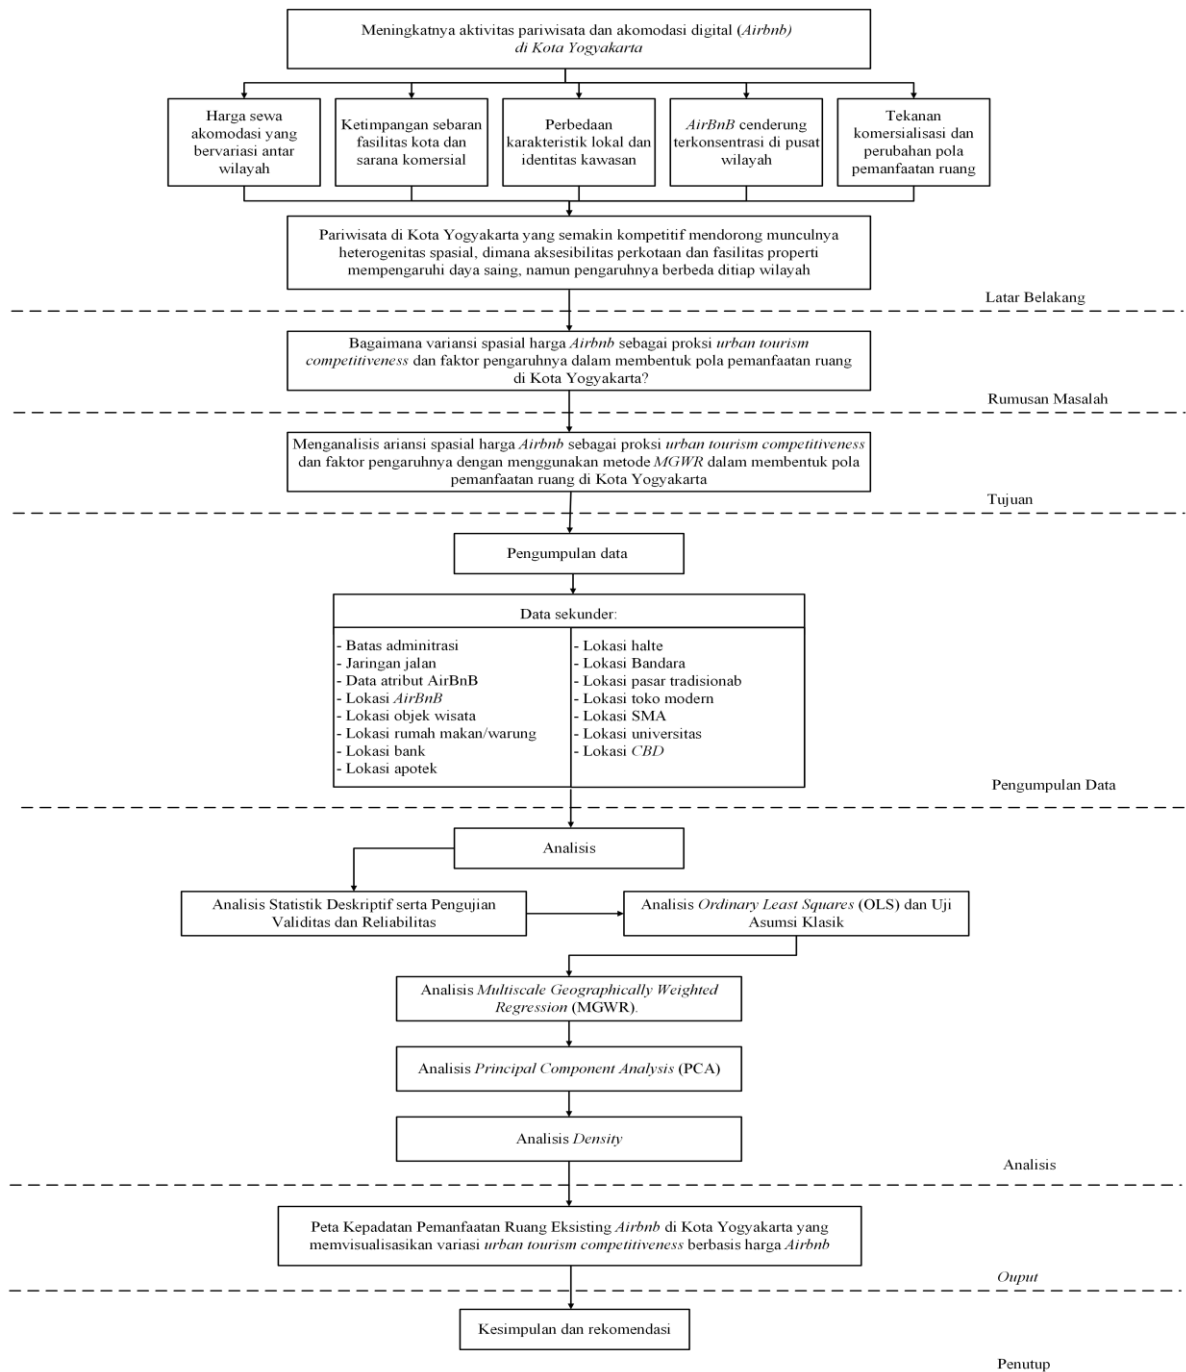 Meningkatnya aktivitas pariwisata dan akomodasi digital (Airbnb)
di Kota Yogyakarta
Harga sewa
akomodasi yang
bervariasi antar
wilayah
Ketimpangan sebaran
fasilitas kota dan
sarana komersial
Perbedaan
karakteristik lokal dan
identitas kawasan
AirBnB cenderung
terkonsentrasi di pusat
wilayah
Tekanan
komersialisasi dan
perubahan pola
pemanfaatan ruang
Pariwisata di Kota Yogyakarta yang semakin kompetitif mendorong munculnya
heterogenitas spasial, dimana aksesibilitas perkotaan dan fasilitas properti
mempengaruhi daya saing, namun pengaruhnya berbeda ditiap wilayah
Latar Belakang
Bagaimana variansi spasial harga Airbnb sebagai proksi urban tourism
competitiveness dan faktor pengaruhnya dalam membentuk pola pemanfaatan ruang
di Kota Yogyakarta?
Rumusan Masalah
Menganalisis ariansi spasial harga Airbnb sebagai proksi urban tourism competitiveness
dan faktor pengaruhnya dengan menggunakan metode MGWR dalam membentuk pola
pemanfaatan ruang di Kota Yogyakarta
Tujuan
Pengumpulan data
Data sekunder:
- Batas adminitrasi
- Jaringan jalan
- Data atribut AirBnB
- Lokasi AirBnB
- Lokasi objek wisata
- Lokasi rumah makan/warung
- Lokasi bank
- Lokasi apotek
- Lokasi halte
- Lokasi Bandara
- Lokasi pasar tradisionab
- Lokasi toko modern
- Lokasi SMA
- Lokasi universitas
- Lokasi CBD
Pengumpulan Data
Analisis
Analisis Statistik Deskriptif serta Pengujian
Validitas dan Reliabilitas
Analisis Ordinary Least Squares (OLS) dan Uji
Asumsi Klasik
Analisis Multiscale Geographically Weighted
Regression (MGWR).
Analisis Principal Component Analysis (PCA)
Analisis Density
Analisis
Peta Kepadatan Pemanfaatan Ruang Eksisting Airbnb di Kota Yogyakarta yang
memvisualisasikan variasi urban tourism competitiveness berbasis harga Airbnb
Ouput
Kesimpulan dan rekomendasi
Penutup